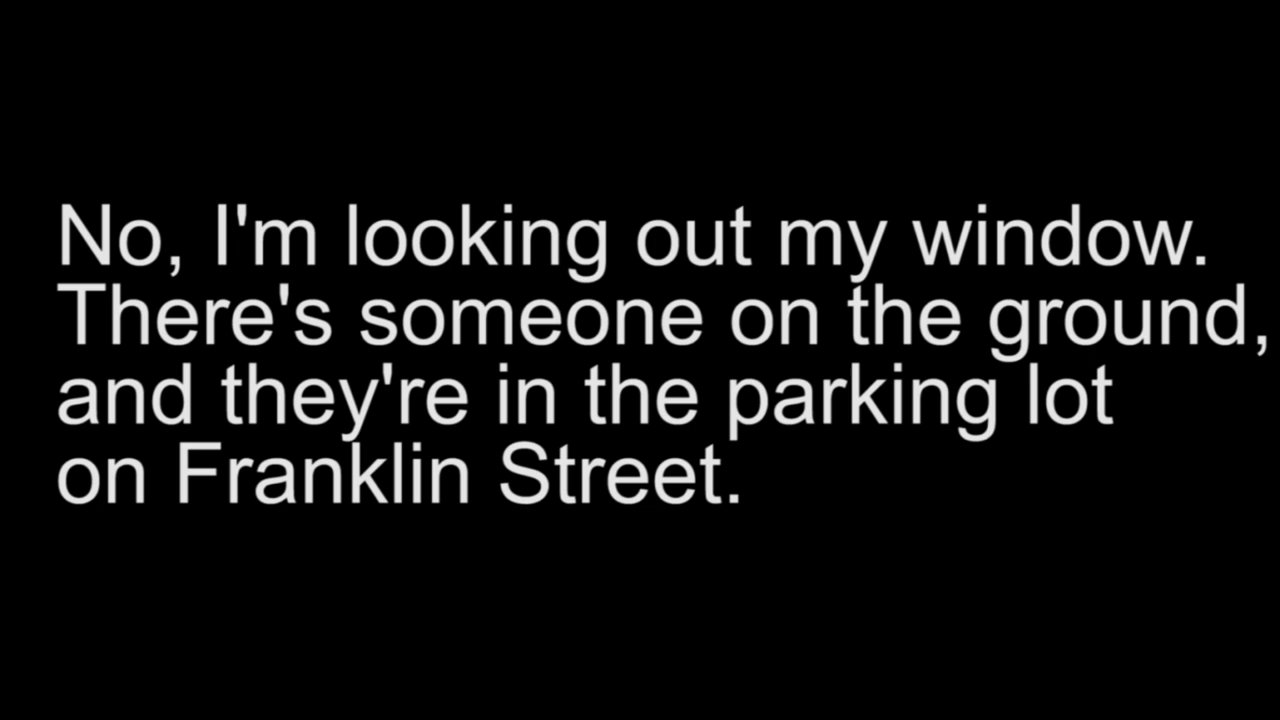 No, I'm looking out my window.
There's someone on the ground,
and they're in the parking lot
on Franklin Street.